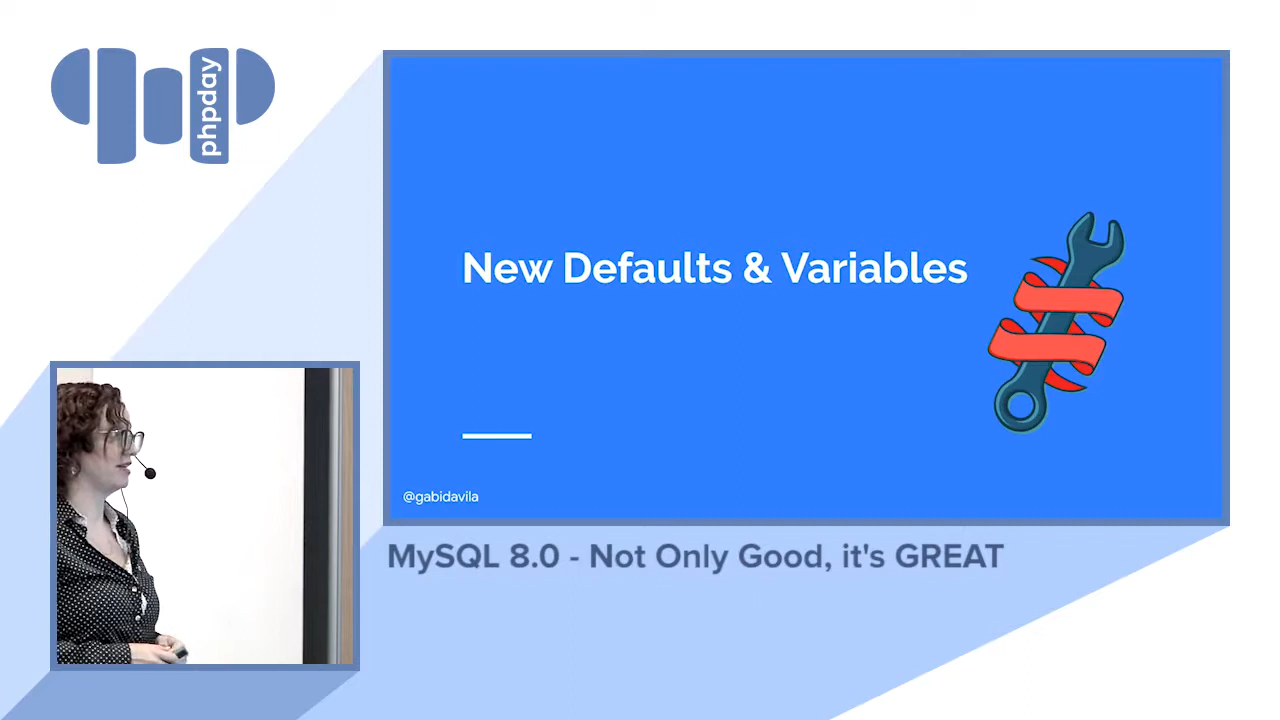 phpday
New Defaults & Variables
@gabidavila
MySQL 8.0 - Not Only Good, it's GREAT